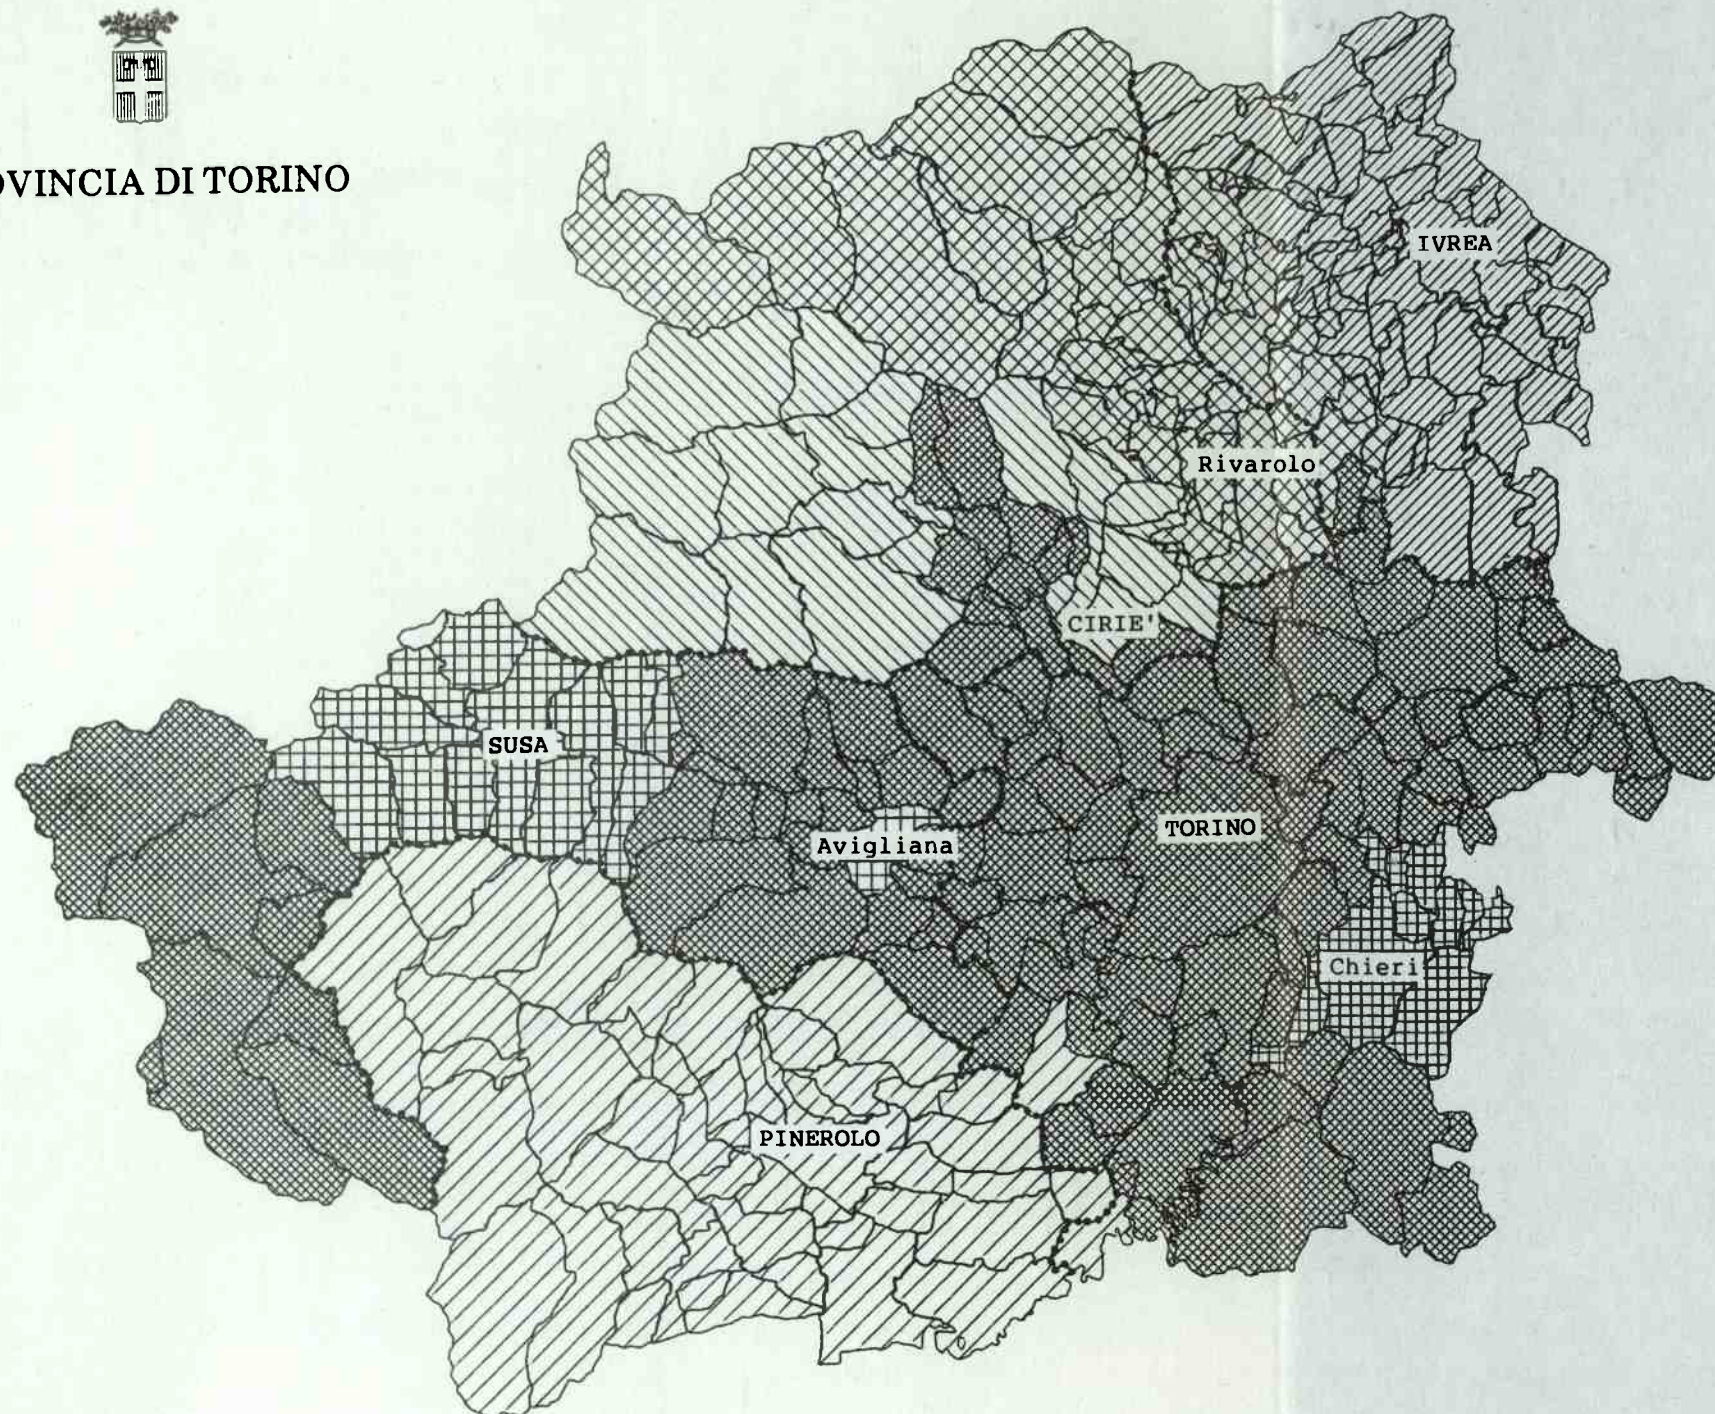 OVINCIA DI TORINO
IVREA
Rivarolo
CIRIE'
SUSA
TORINO
Avigliana
Chieri
PINEROLO